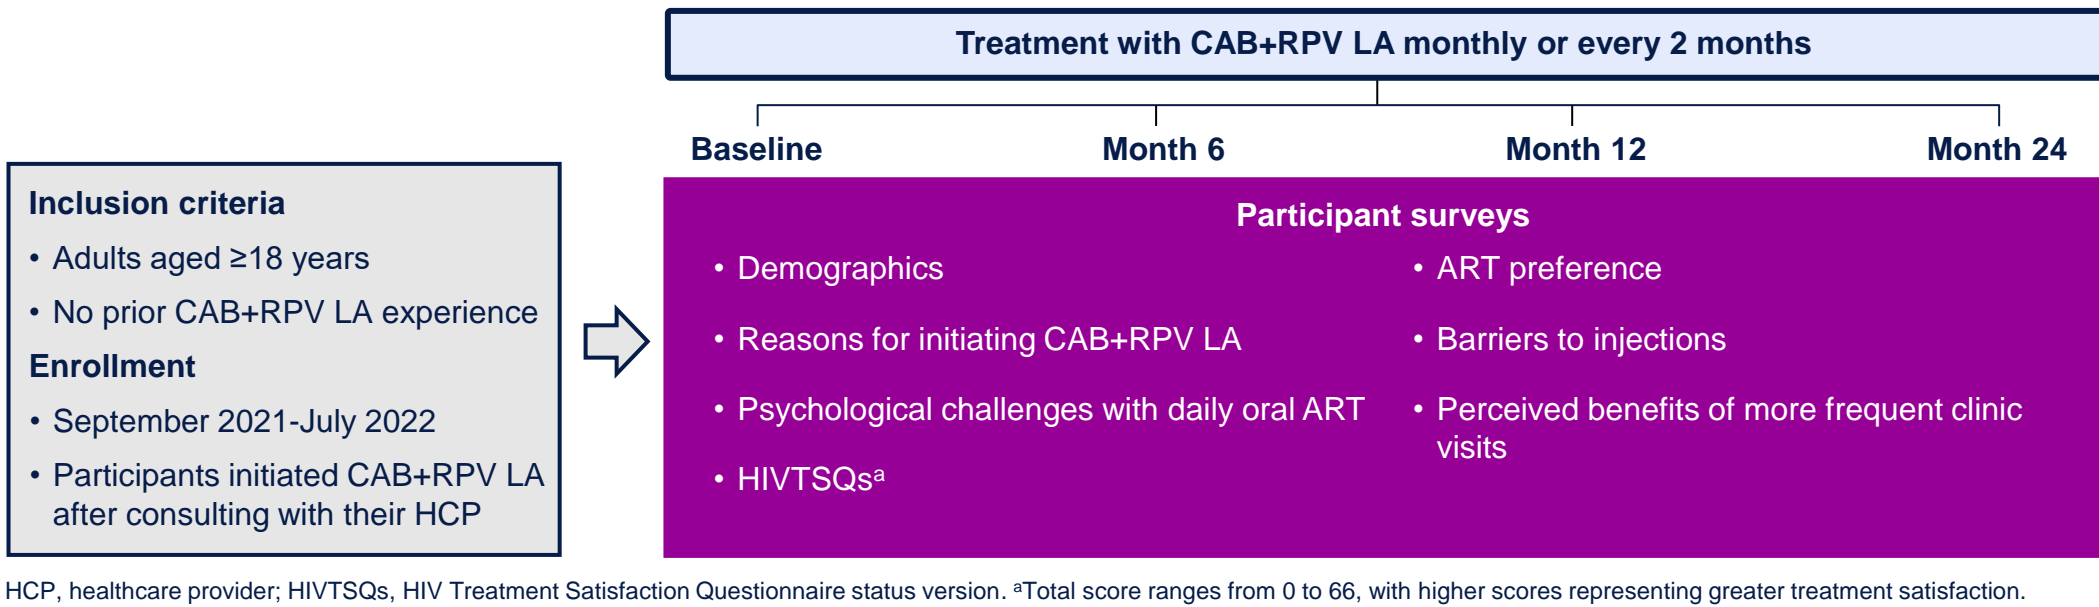 Treatment with CAB+RPV LA monthly or every 2 months
Baseline
Month 6
Month 12
Month 24
Inclusion criteria
• Adults aged ≥18 years
• No prior CAB+RPV LA experience
Enrollment
• September 2021-July 2022
• Participants initiated CAB+RPV LA
after consulting with their HCP
Participant surveys
• Demographics
• Reasons for initiating CAB+RPV LA
• Psychological challenges with daily oral ART
• HIVTSQsᵃ
• ART preference
• Barriers to injections
• Perceived benefits of more frequent clinic
visits
HCP, healthcare provider; HIVTSQs, HIV Treatment Satisfaction Questionnaire status version. ᵃTotal score ranges from 0 to 66, with higher scores representing greater treatment satisfaction.